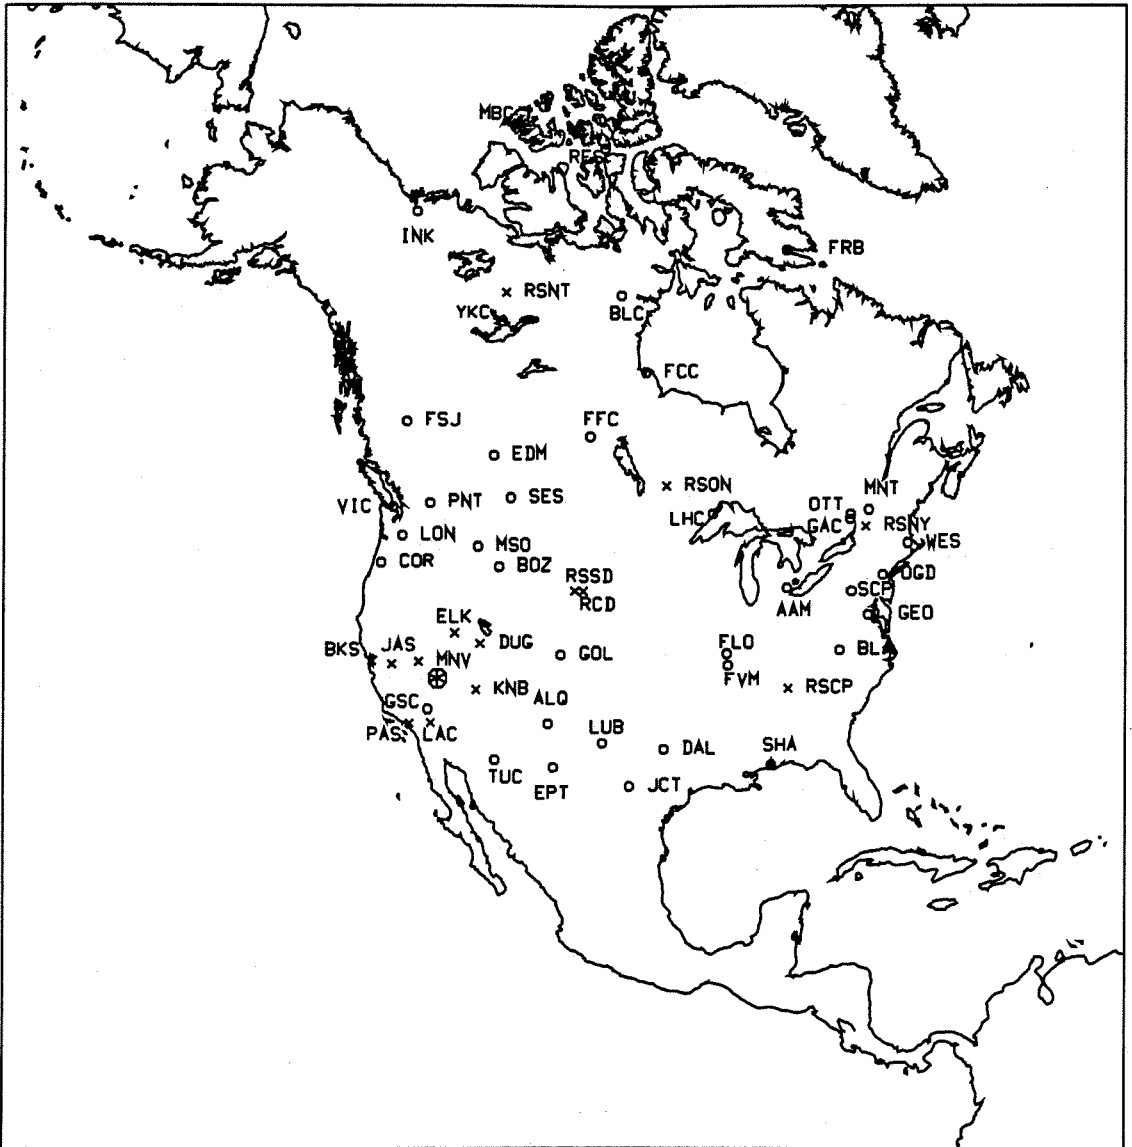 MBC
RES
INK
FRB
RSNT
YKC
BLC
FCC
FSJ
FFC
EDM
RSON
MNT
VIC
PNT
SES
OTT
LHC
GAC
RSNY
LON
MSO
WES
COR
BOZ
OGD
RSSD
SCP
RCD
AAM
GEO
ELK
BKS
JAS
DUG
FLO
BLA
MNV
GOL
FVM
KNB
RSCP
GSC
ALQ
PAS
LAC
LUB
DAL
SHA
TUC
EPT
JCT